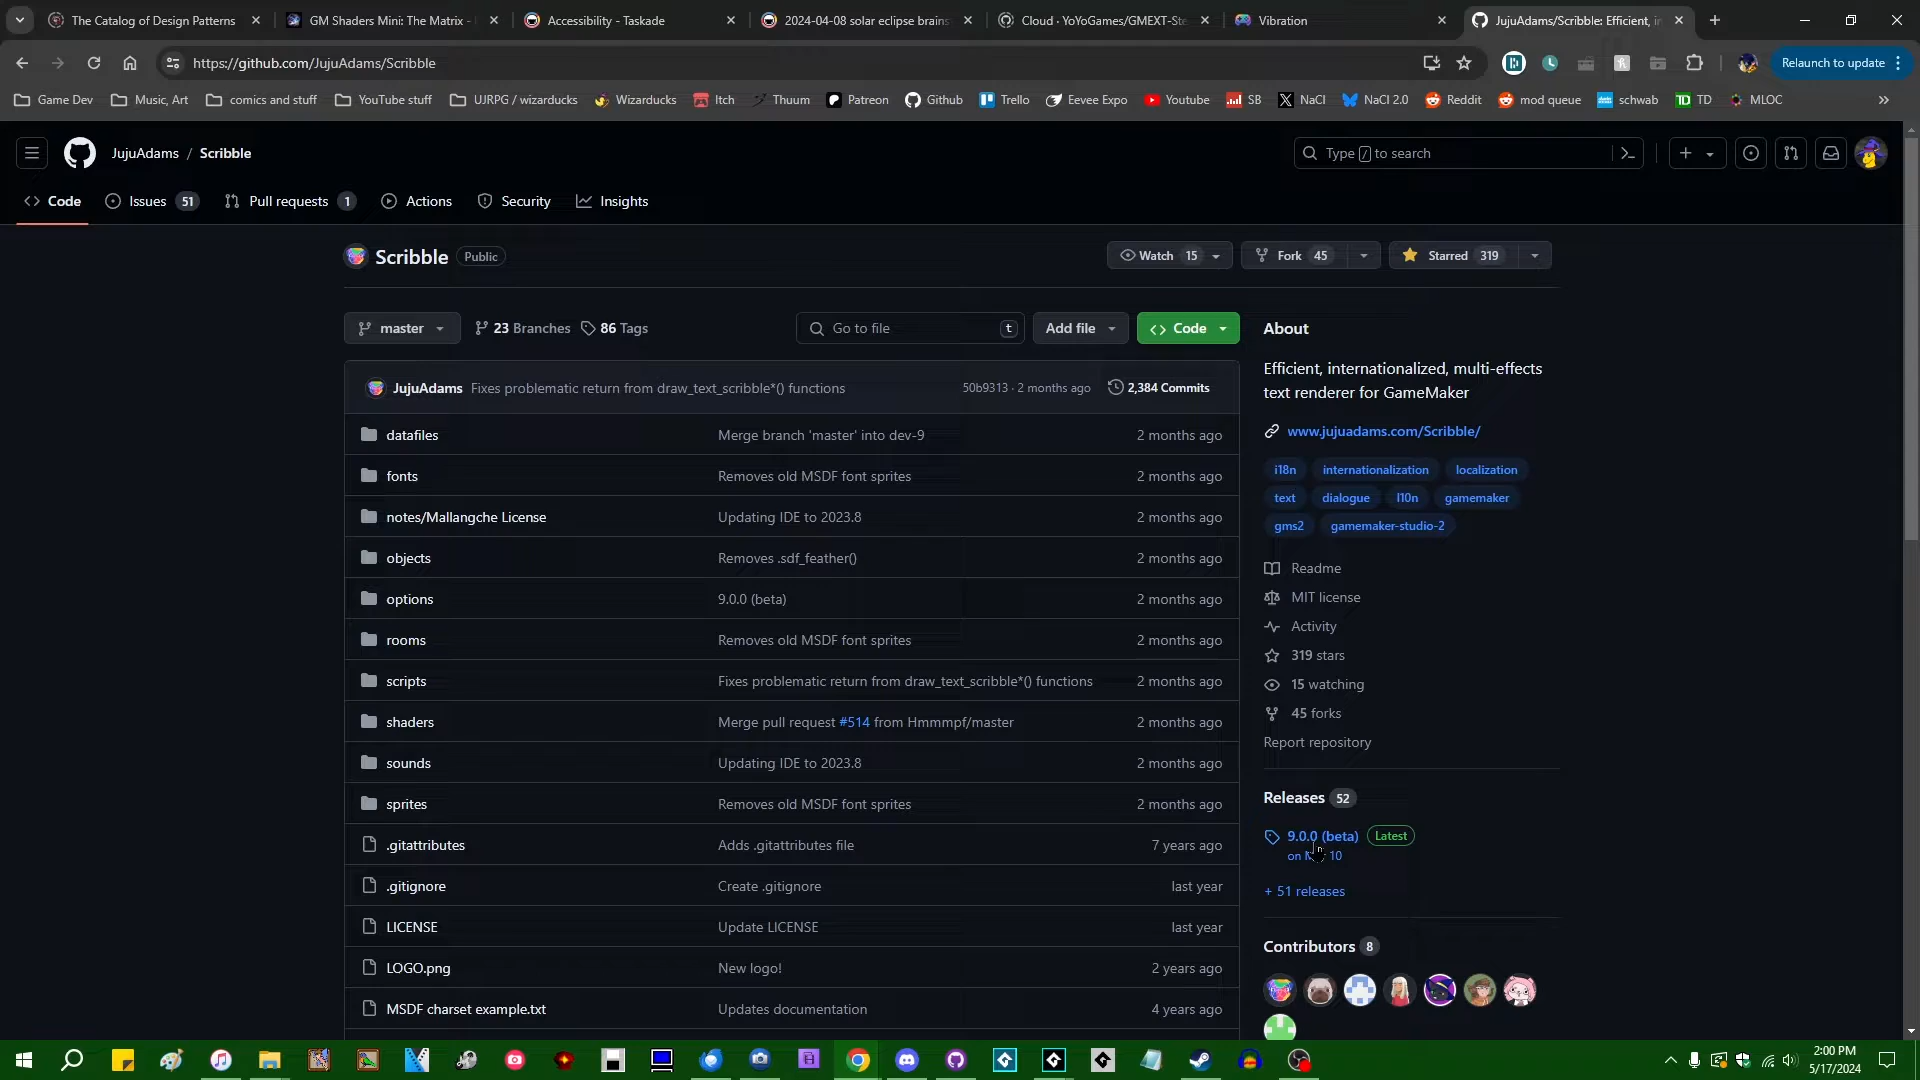 The Catalog of Design Patterns
GM Shaders Mini: The Matrix -
Accessibility - Taskade
2024-04-08 solar eclipse brains
Cloud · YoYoGames/GMEXT-Ste
Vibration
JujuAdams/Scribble: Efficient, i
https://github.com/JujuAdams/Scribble
Relaunch to update
Game Dev
Music, Art
comics and stuff
YouTube stuff
UJRPG / wizarducks
Wizarducks
Itch
Thuum
Patreon
Github
Trello
Eevee Expo
Youtube
SB
NaCl
NaCl 2.0
Reddit
mod queue
schwab
TD
MLOC
JujuAdams / Scribble
Type / to search
Code
Issues 51
Pull requests 1
Actions
Security
Insights
Scribble Public
Watch 15
Fork 45
Starred 319
master
23 Branches
86 Tags
Go to file t
Add file
Code
JujuAdams Fixes problematic return from draw_text_scribble*() functions 50b9313 · 2 months ago 2,384 Commits
datafiles Merge branch 'master' into dev-9 2 months ago
fonts Removes old MSDF font sprites 2 months ago
notes/Mallangche License Updating IDE to 2023.8 2 months ago
objects Removes .sdf_feather() 2 months ago
options 9.0.0 (beta) 2 months ago
rooms Removes old MSDF font sprites 2 months ago
scripts Fixes problematic return from draw_text_scribble*() functions 2 months ago
shaders Merge pull request #514 from Hmmmpf/master 2 months ago
sounds Updating IDE to 2023.8 2 months ago
sprites Removes old MSDF font sprites 2 months ago
.gitattributes Adds .gitattributes file 7 years ago
.gitignore Create .gitignore last year
LICENSE Update LICENSE last year
LOGO.png New logo! 2 years ago
MSDF charset example.txt Updates documentation 4 years ago
About
Efficient, internationalized, multi-effects
text renderer for GameMaker
www.jujuadams.com/Scribble/
i18n internationalization localization
text dialogue l10n gamemaker
gms2 gamemaker-studio-2
Readme
MIT license
Activity
319 stars
15 watching
45 forks
Report repository
Releases 52
9.0.0 (beta) Latest
on 10
+ 51 releases
Contributors 8
2:00 PM
5/17/2024